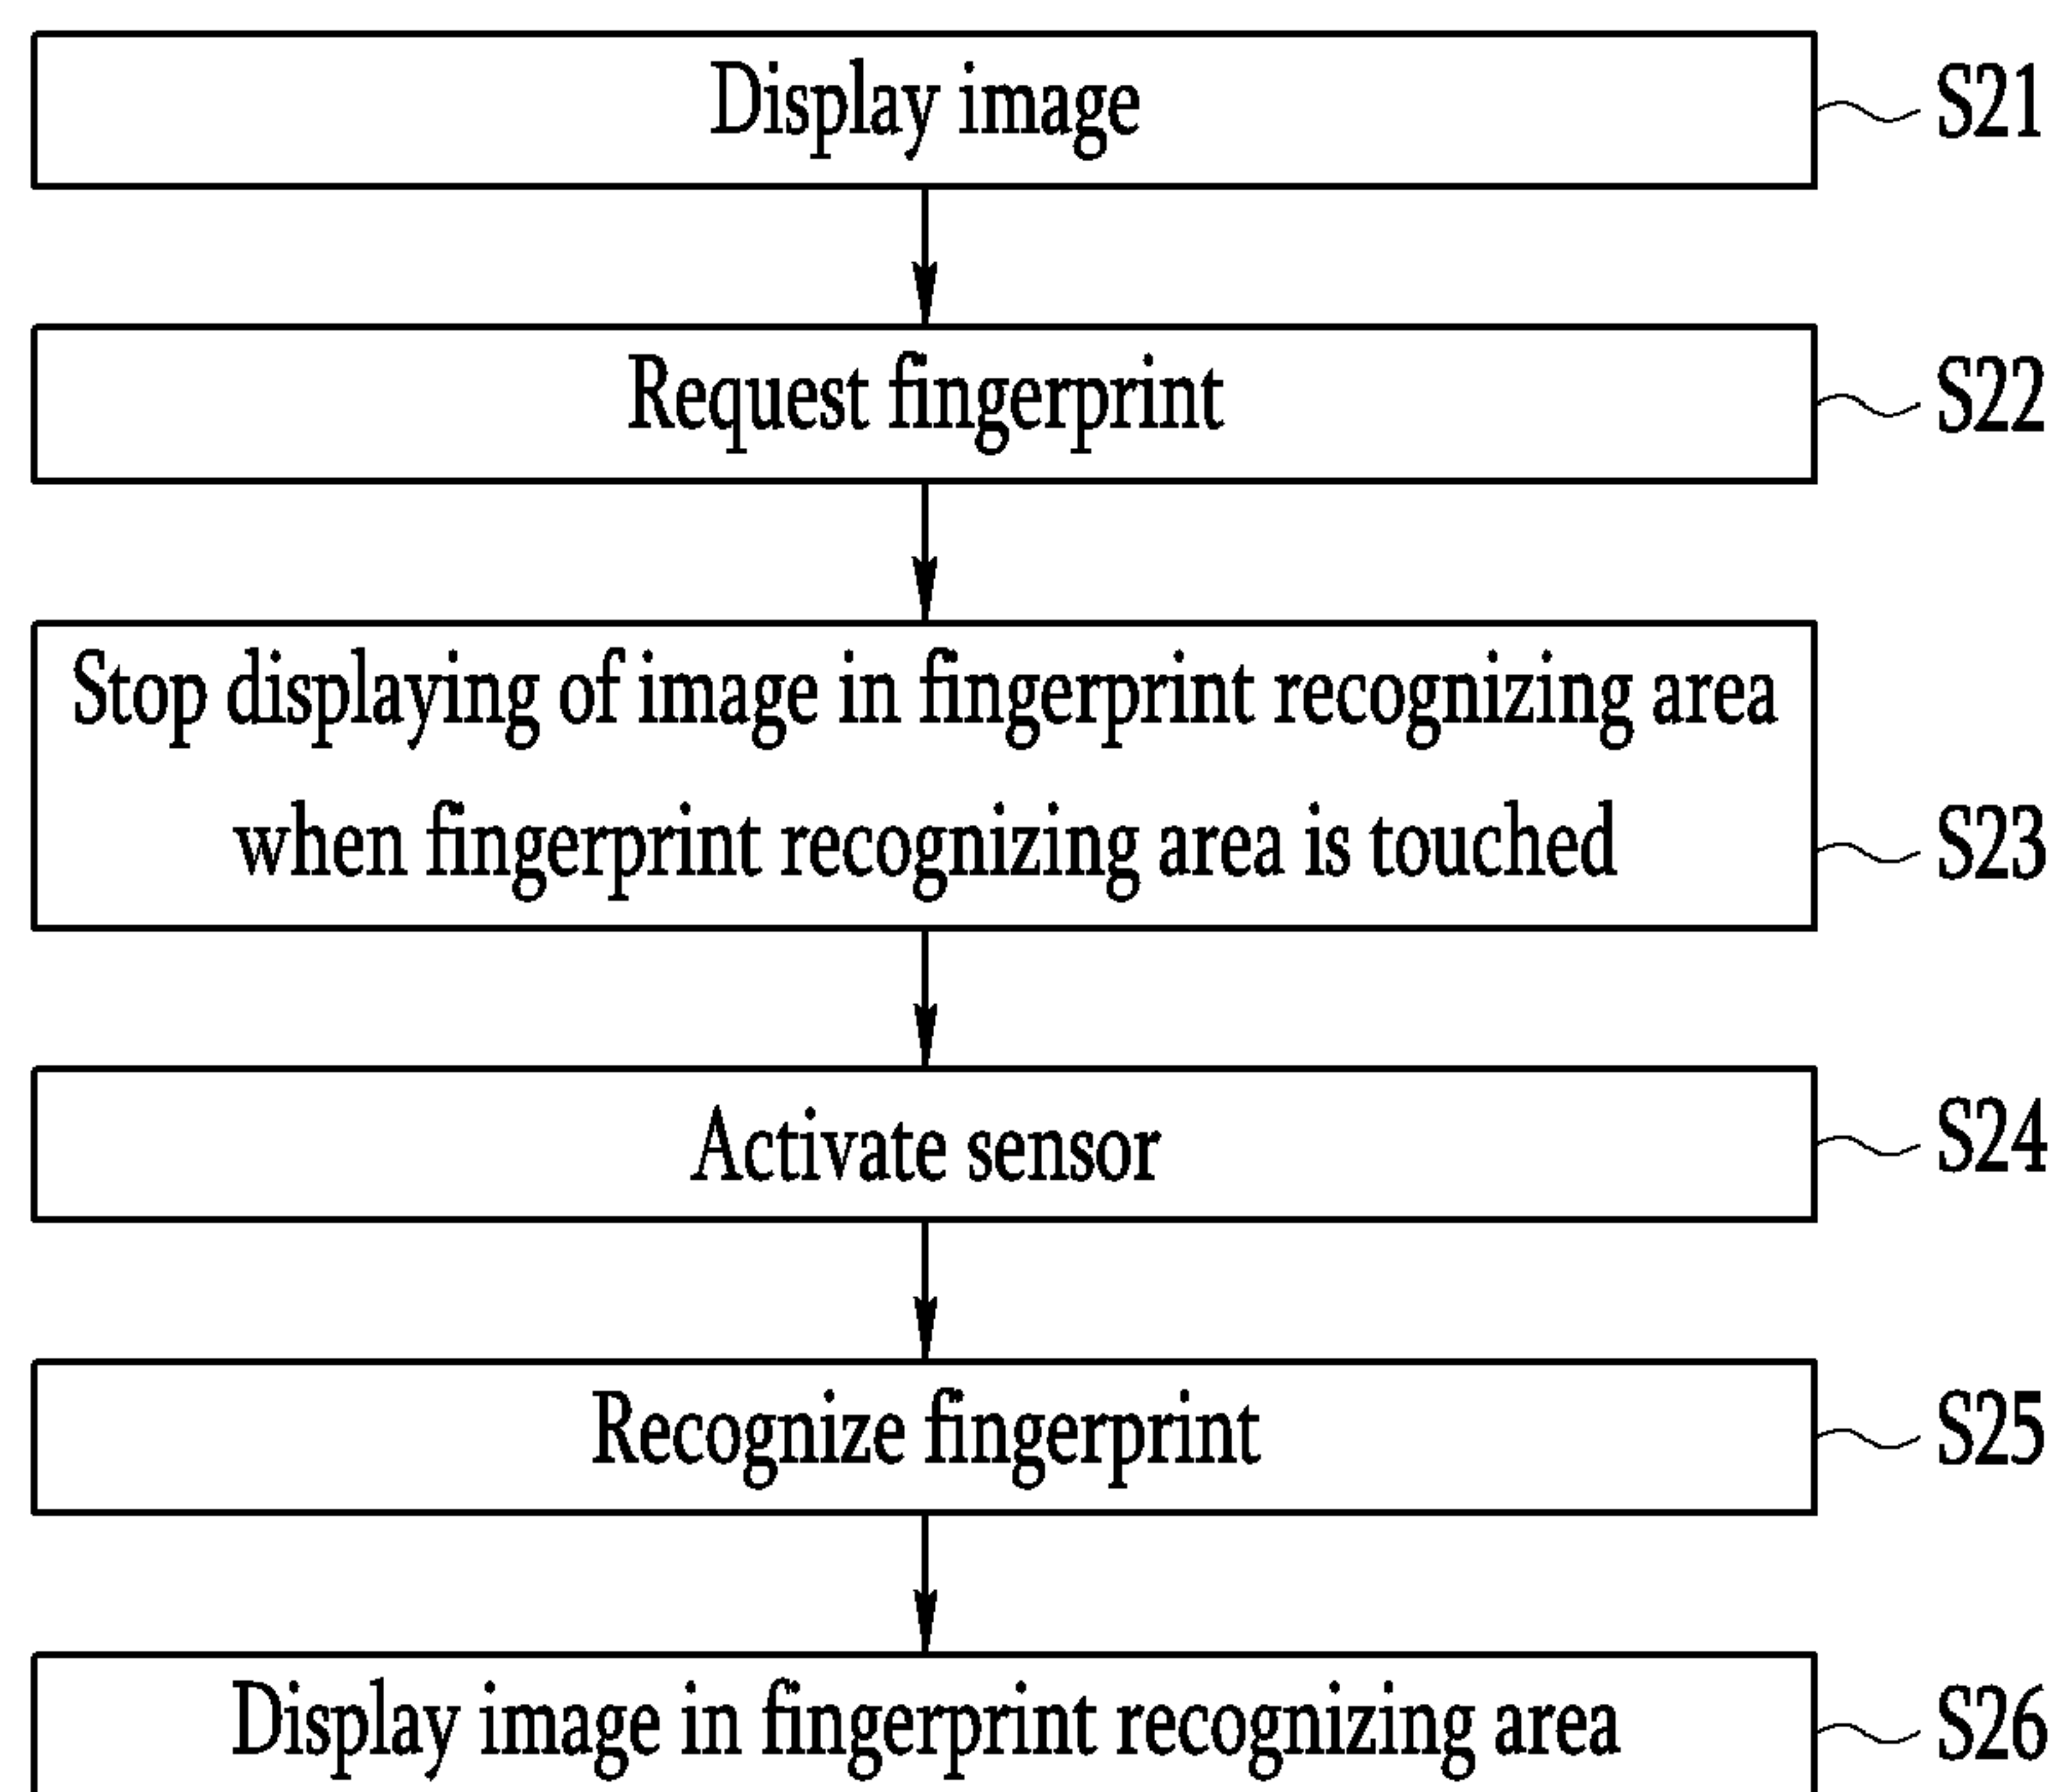 Display image
S21
Request fingerprint
S22
Stop displaying of image in fingerprint recognizing area
when fingerprint recognizing area is touched
S23
Activate sensor
S24
Recognize fingerprint
S25
Display image in fingerprint recognizing area
S26